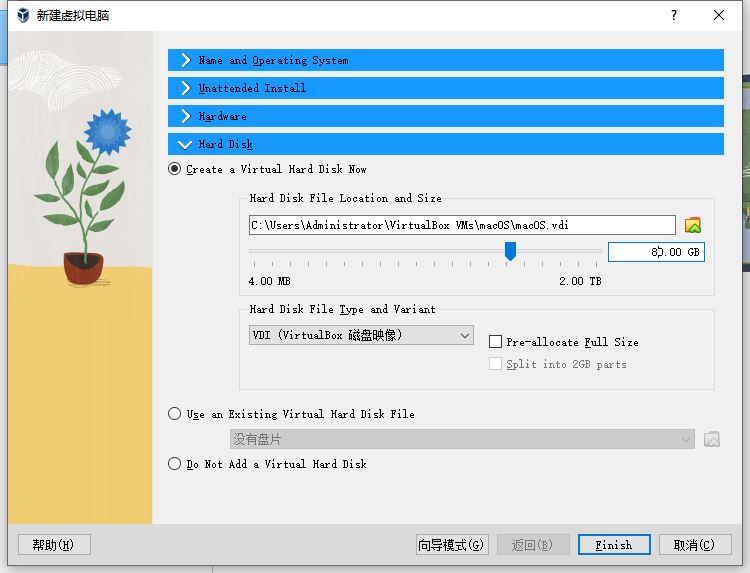 新建虚拟电脑
Name and Operating System
Unattended Install
Hardware
Hard Disk
Create a Virtual Hard Disk Now
Hard Disk File Location and Size
C:\Users\Administrator\VirtualBox VMs\macOS\macOS.vdi
4.00 MB
2.00 TB
Hard Disk File Type and Variant
VDI (VirtualBox 磁盘映像)
Pre-allocate Full Size
Split into 2GB parts
Use an Existing Virtual Hard Disk File
没有盘片
Do Not Add a Virtual Hard Disk
帮助(H) 向导模式(G) 返回(B) Finish 取消(C)